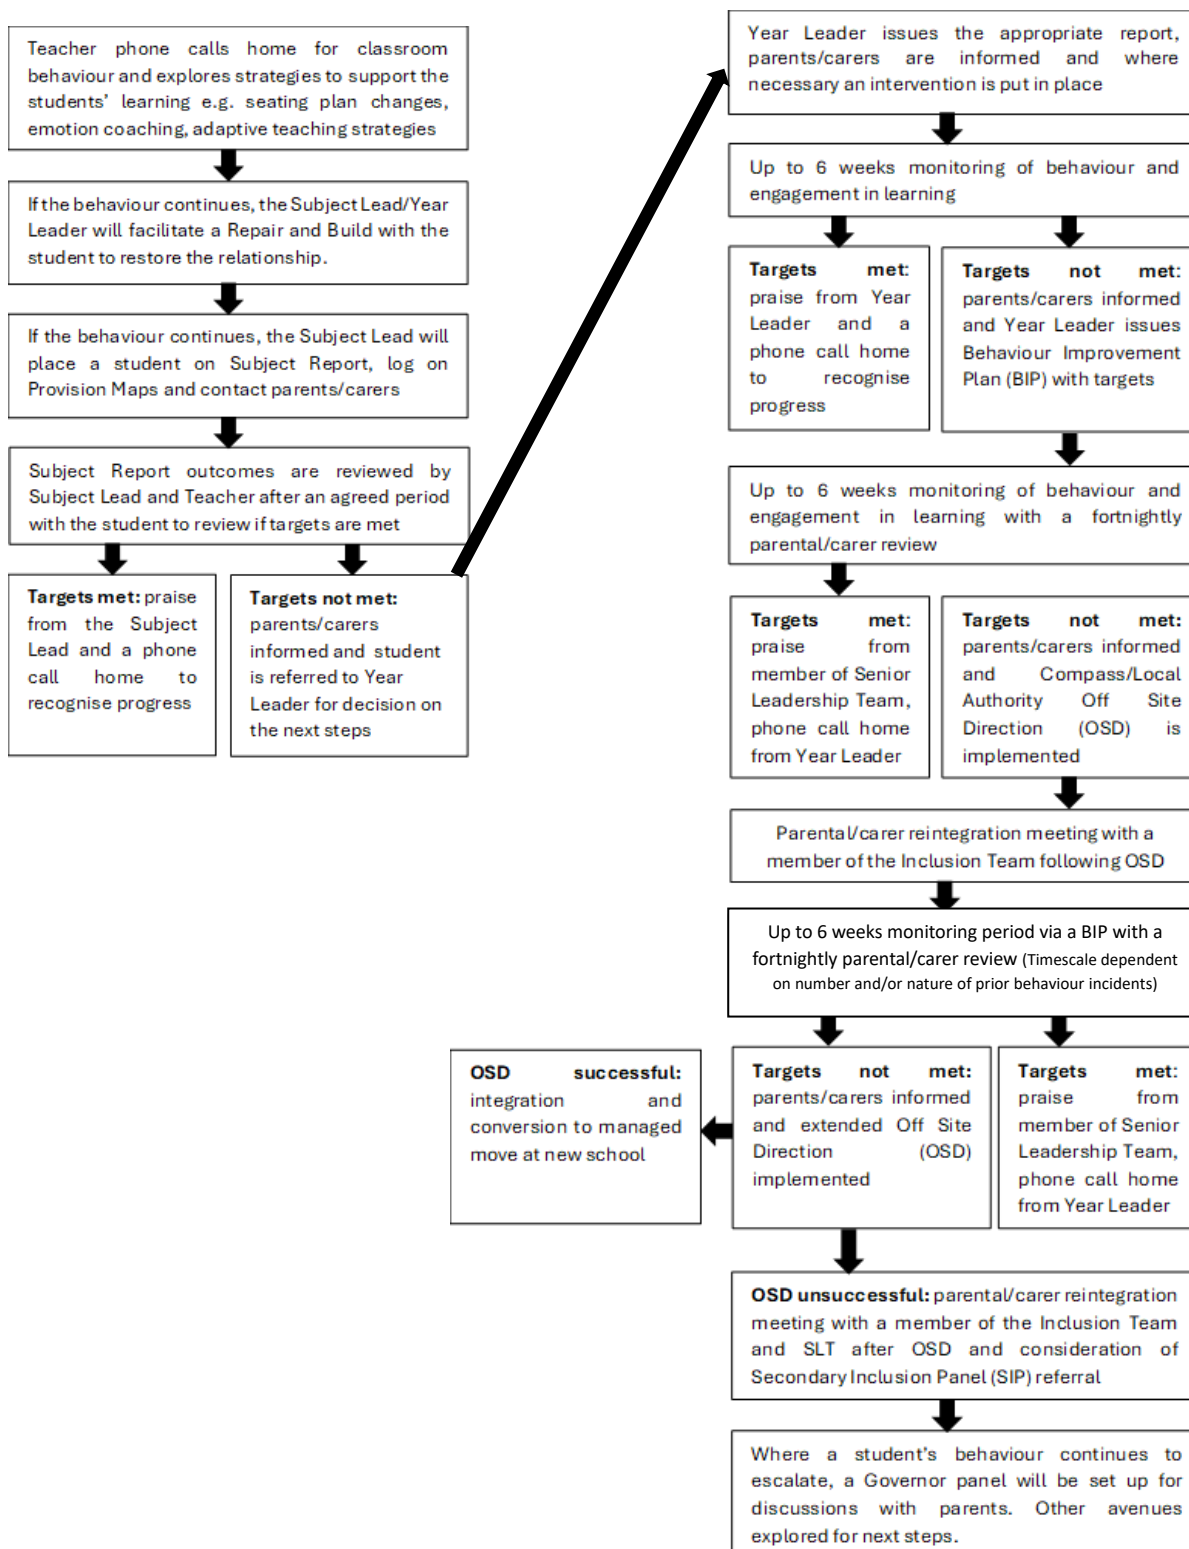 Teacher phone calls home for classroom
behaviour and explores strategies to support the
students’ learning e.g. seating plan changes,
emotion coaching, adaptive teaching strategies
If the behaviour continues, the Subject Lead/Year
Leader will facilitate a Repair and Build with the
student to restore the relationship.
If the behaviour continues, the Subject Lead will
place a student on Subject Report, log on
Provision Maps and contact parents/carers
Subject Report outcomes are reviewed by
Subject Lead and Teacher after an agreed period
with the student to review if targets are met
Targets met: praise
from the Subject
Lead and a phone
call home to
recognise progress
Targets not met:
parents/carers
informed and student
is referred to Year
Leader for decision on
the next steps
Year Leader issues the appropriate report,
parents/carers are informed and where
necessary an intervention is put in place
Up to 6 weeks monitoring of behaviour and
engagement in learning
Targets met:
praise from Year
Leader and a
phone call home
to recognise
progress
Targets not met:
parents/carers informed
and Year Leader issues
Behaviour Improvement
Plan (BIP) with targets
Up to 6 weeks monitoring of behaviour and
engagement in learning with a fortnightly
parental/carer review
Targets met:
praise from
member of Senior
Leadership Team,
phone call home
from Year Leader
Targets not met:
parents/carers informed
and Compass/Local
Authority Off Site
Direction (OSD) is
implemented
Parental/carer reintegration meeting with a
member of the Inclusion Team following OSD
Up to 6 weeks monitoring period via a BIP with a
fortnightly parental/carer review (Timescale dependent
on number and/or nature of prior behaviour incidents)
OSD successful:
integration and
conversion to managed
move at new school
Targets not met:
parents/carers informed
and extended Off Site
Direction (OSD)
implemented
Targets met:
praise from
member of Senior
Leadership Team,
phone call home
from Year Leader
OSD unsuccessful: parental/carer reintegration
meeting with a member of the Inclusion Team
and SLT after OSD and consideration of
Secondary Inclusion Panel (SIP) referral
Where a student’s behaviour continues to
escalate, a Governor panel will be set up for
discussions with parents. Other avenues
explored for next steps.